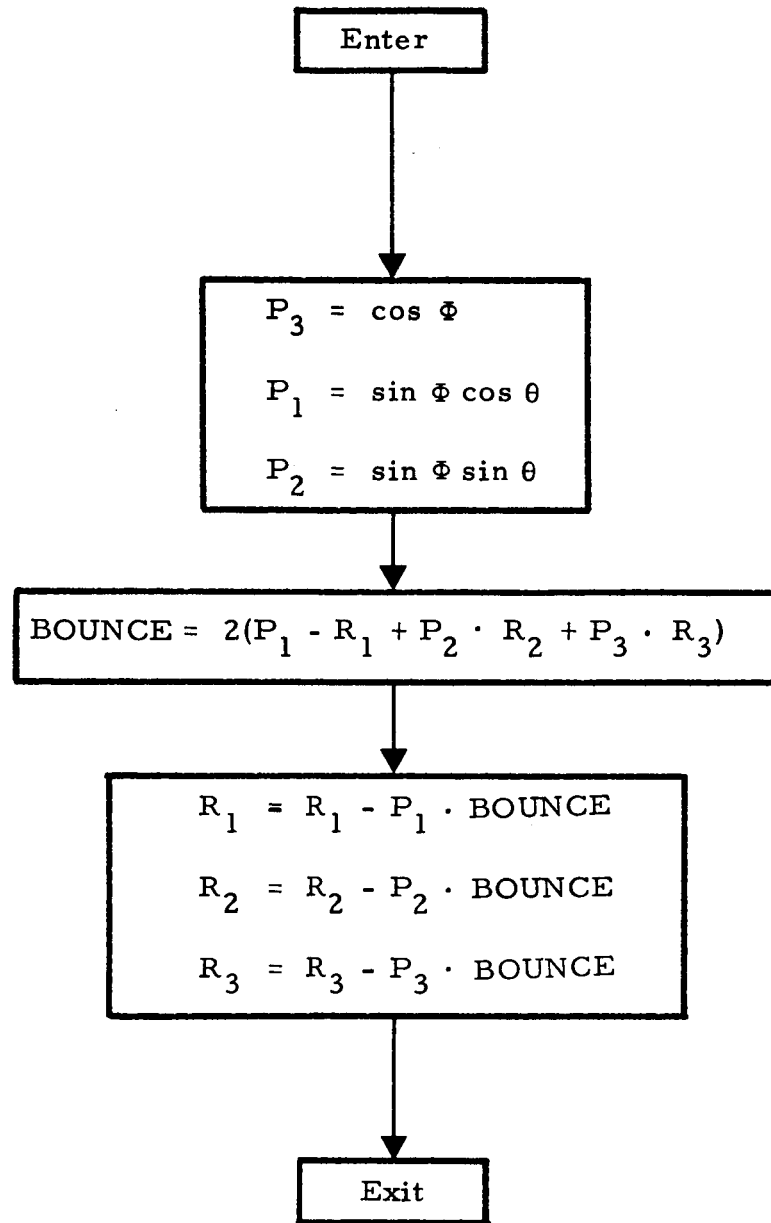 Enter
P₃ = cos Φ
P₁ = sin Φ cos θ
P₂ = sin Φ sin θ
BOUNCE = 2(P₁ - R₁ + P₂ · R₂ + P₃ · R₃)
R₁ = R₁ - P₁ · BOUNCE
R₂ = R₂ - P₂ · BOUNCE
R₃ = R₃ - P₃ · BOUNCE
Exit